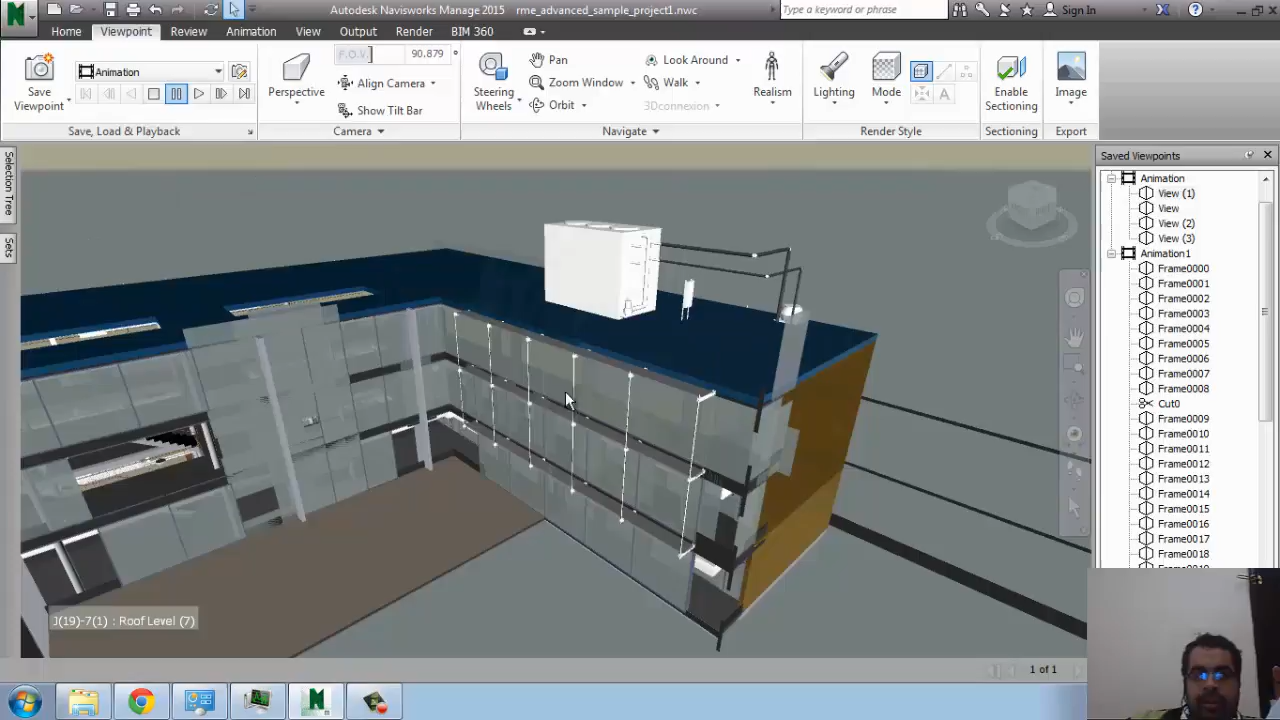 Autodesk Navisworks Manage 2015 rme_advanced_sample_project1.nwc
Type a keyword or phrase
Sign In
Home Viewpoint Review Animation View Output Render BIM 360
Save Viewpoint
Animation
Save, Load & Playback
Perspective
F.O.V. 90.879 °
Align Camera
Show Tilt Bar
Camera
Steering Wheels
Pan
Zoom Window
Orbit
Look Around
Walk
3Dconnexion
Realism
Navigate
Lighting
Mode
Render Style
Enable Sectioning
Sectioning
Image
Export
Selection Tree
Sets
Saved Viewpoints
Animation
View (1)
View
View (2)
View (3)
Animation1
Frame0000
Frame0001
Frame0002
Frame0003
Frame0004
Frame0005
Frame0006
Frame0007
Frame0008
Cut0
Frame0009
Frame0010
Frame0011
Frame0012
Frame0013
Frame0014
Frame0015
Frame0016
Frame0017
Frame0018
J(19)-7(1) : Roof Level (7)
1 of 1